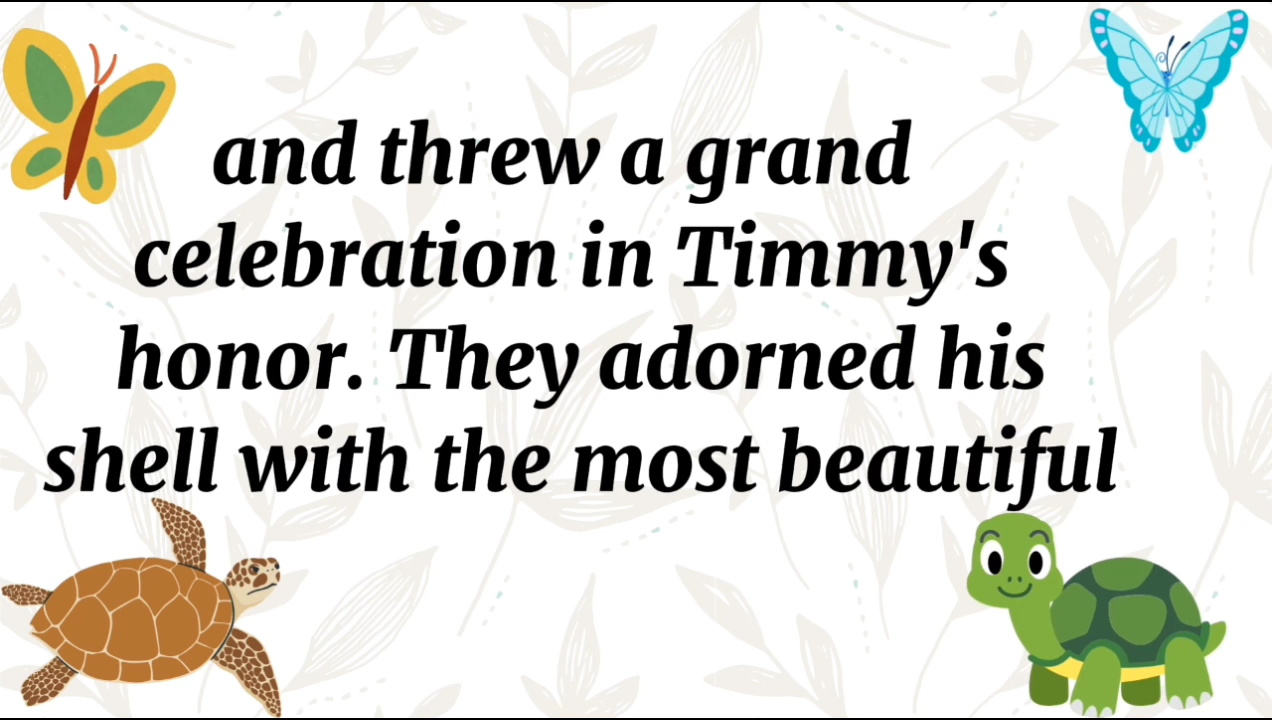 and threw a grand
celebration in Timmy's
honor. They adorned his
shell with the most beautiful